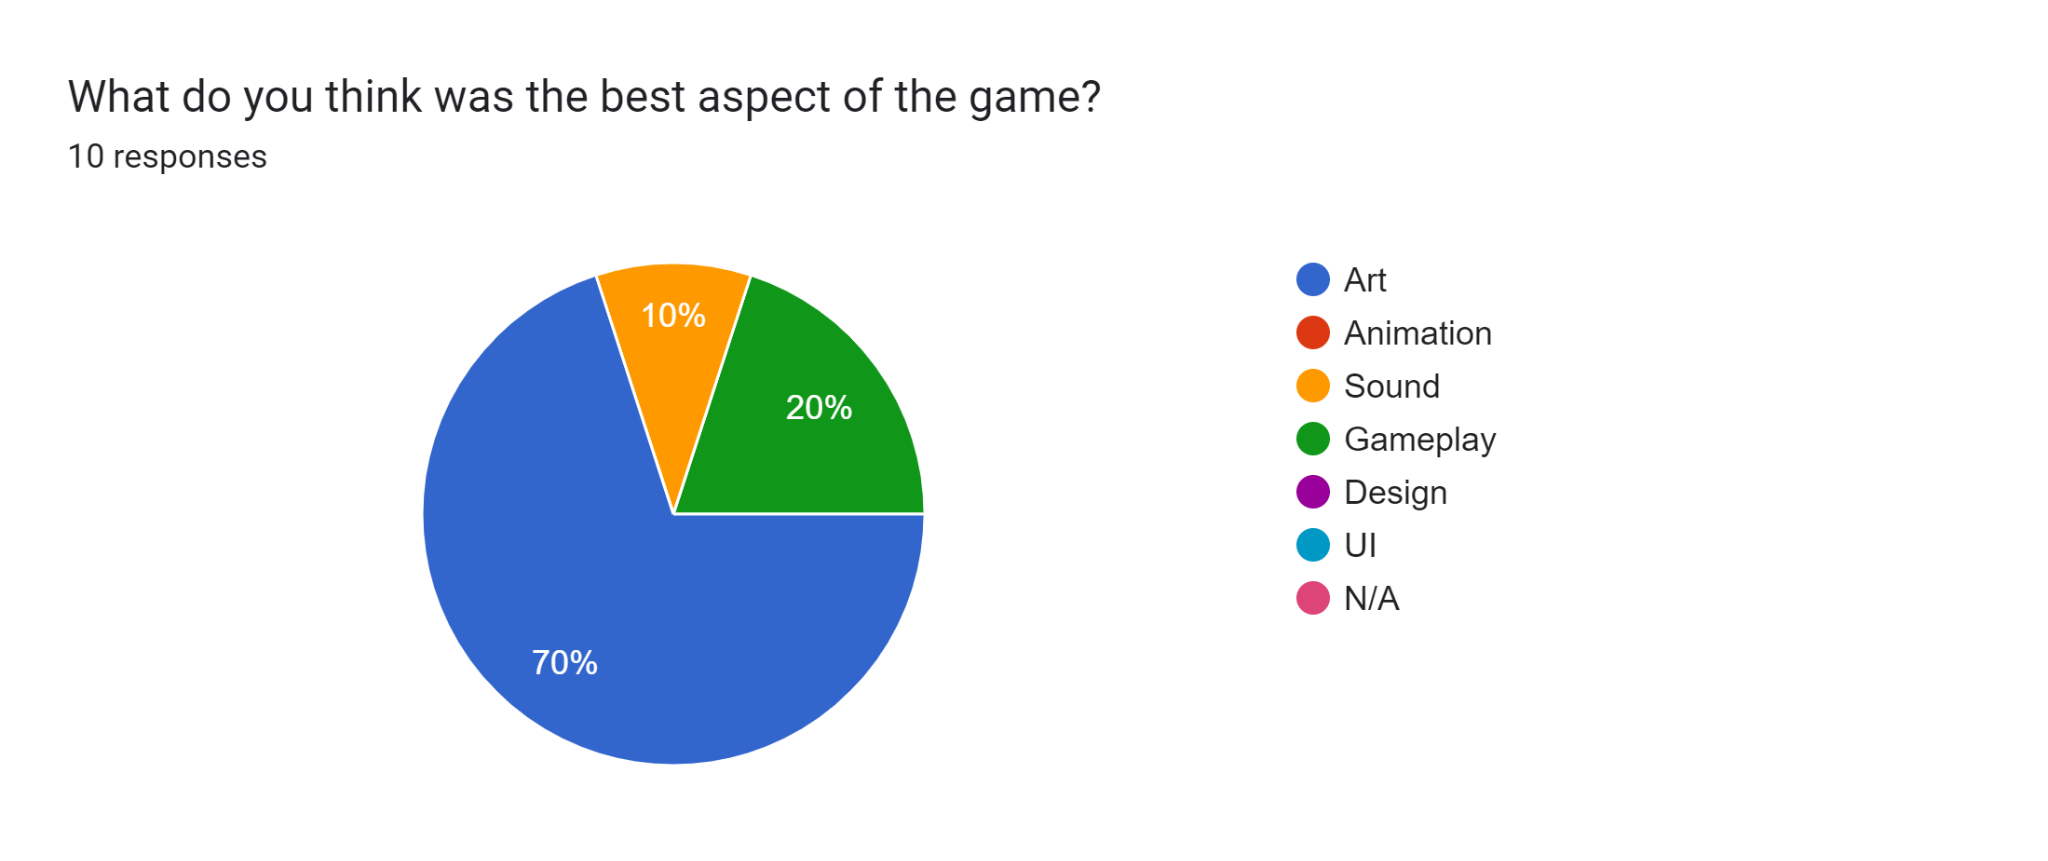 What do you think was the best aspect of the game?
10 responses
10%
20%
70%
Art
Animation
Sound
Gameplay
Design
UI
N/A